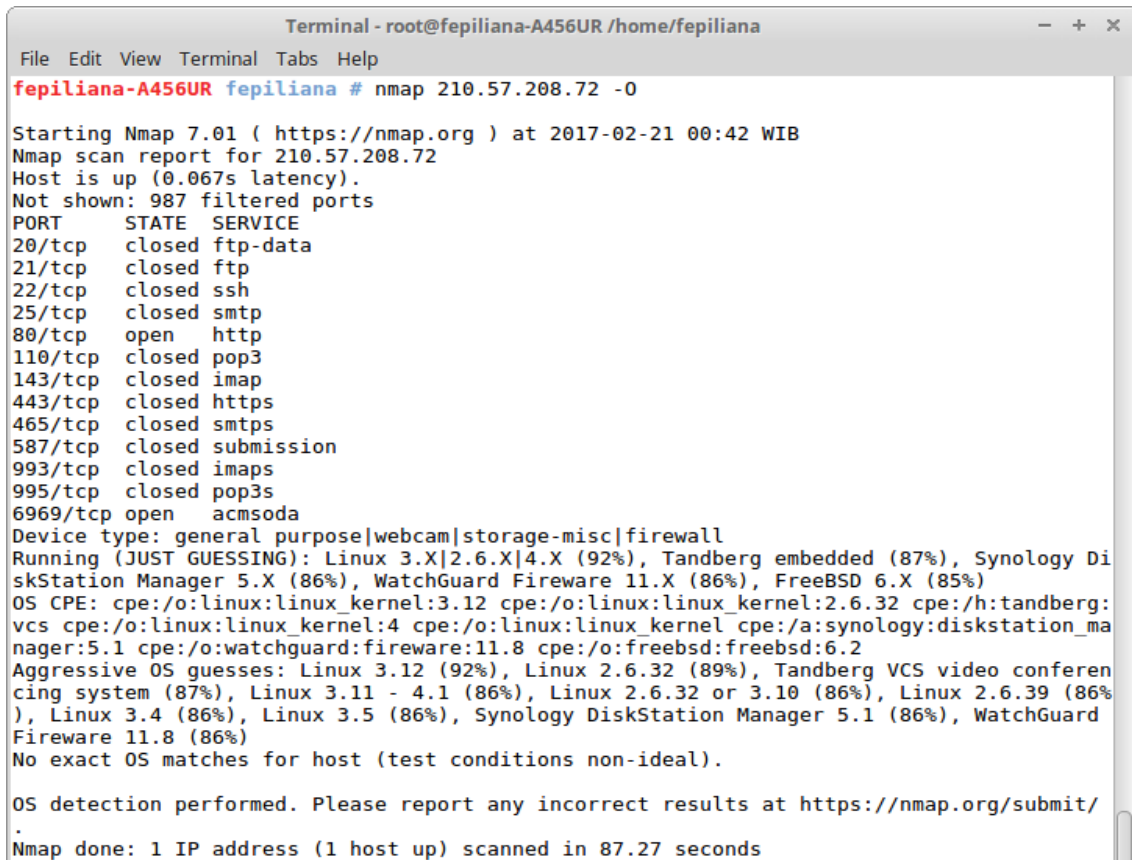 Terminal - root@fepiliana-A456UR /home/fepiliana
File Edit View Terminal Tabs Help
fepiliana-A456UR fepiliana # nmap 210.57.208.72 -O
Starting Nmap 7.01 ( https://nmap.org ) at 2017-02-21 00:42 WIB
Nmap scan report for 210.57.208.72
Host is up (0.067s latency).
Not shown: 987 filtered ports
PORT     STATE  SERVICE
20/tcp   closed ftp-data
21/tcp   closed ftp
22/tcp   closed ssh
25/tcp   closed smtp
80/tcp   open   http
110/tcp  closed pop3
143/tcp  closed imap
443/tcp  closed https
465/tcp  closed smtps
587/tcp  closed submission
993/tcp  closed imaps
995/tcp  closed pop3s
6969/tcp open   acmsoda
Device type: general purpose|webcam|storage-misc|firewall
Running (JUST GUESSING): Linux 3.X|2.6.X|4.X (92%), Tandberg embedded (87%), Synology Di
skStation Manager 5.X (86%), WatchGuard Fireware 11.X (86%), FreeBSD 6.X (85%)
OS CPE: cpe:/o:linux:linux_kernel:3.12 cpe:/o:linux:linux_kernel:2.6.32 cpe:/h:tandberg:
vcs cpe:/o:linux:linux_kernel:4 cpe:/o:linux:linux_kernel cpe:/a:synology:diskstation_ma
nager:5.1 cpe:/o:watchguard:fireware:11.8 cpe:/o:freebsd:freebsd:6.2
Aggressive OS guesses: Linux 3.12 (92%), Linux 2.6.32 (89%), Tandberg VCS video conferen
cing system (87%), Linux 3.11 - 4.1 (86%), Linux 2.6.32 or 3.10 (86%), Linux 2.6.39 (86%
), Linux 3.4 (86%), Linux 3.5 (86%), Synology DiskStation Manager 5.1 (86%), WatchGuard
Fireware 11.8 (86%)
No exact OS matches for host (test conditions non-ideal).
OS detection performed. Please report any incorrect results at https://nmap.org/submit/
.
Nmap done: 1 IP address (1 host up) scanned in 87.27 seconds